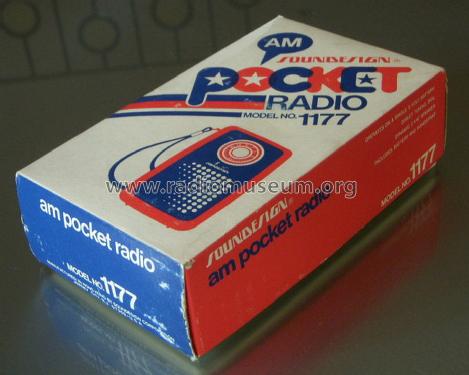 AM
SOUNDESIGN®
POCKET
RADIO
MODEL NO. 1177
www.radiomuseum.org
am pocket radio
MODEL NO. 1177
SOUNDESIGN®
am pocket radio
MODEL NO. 1177